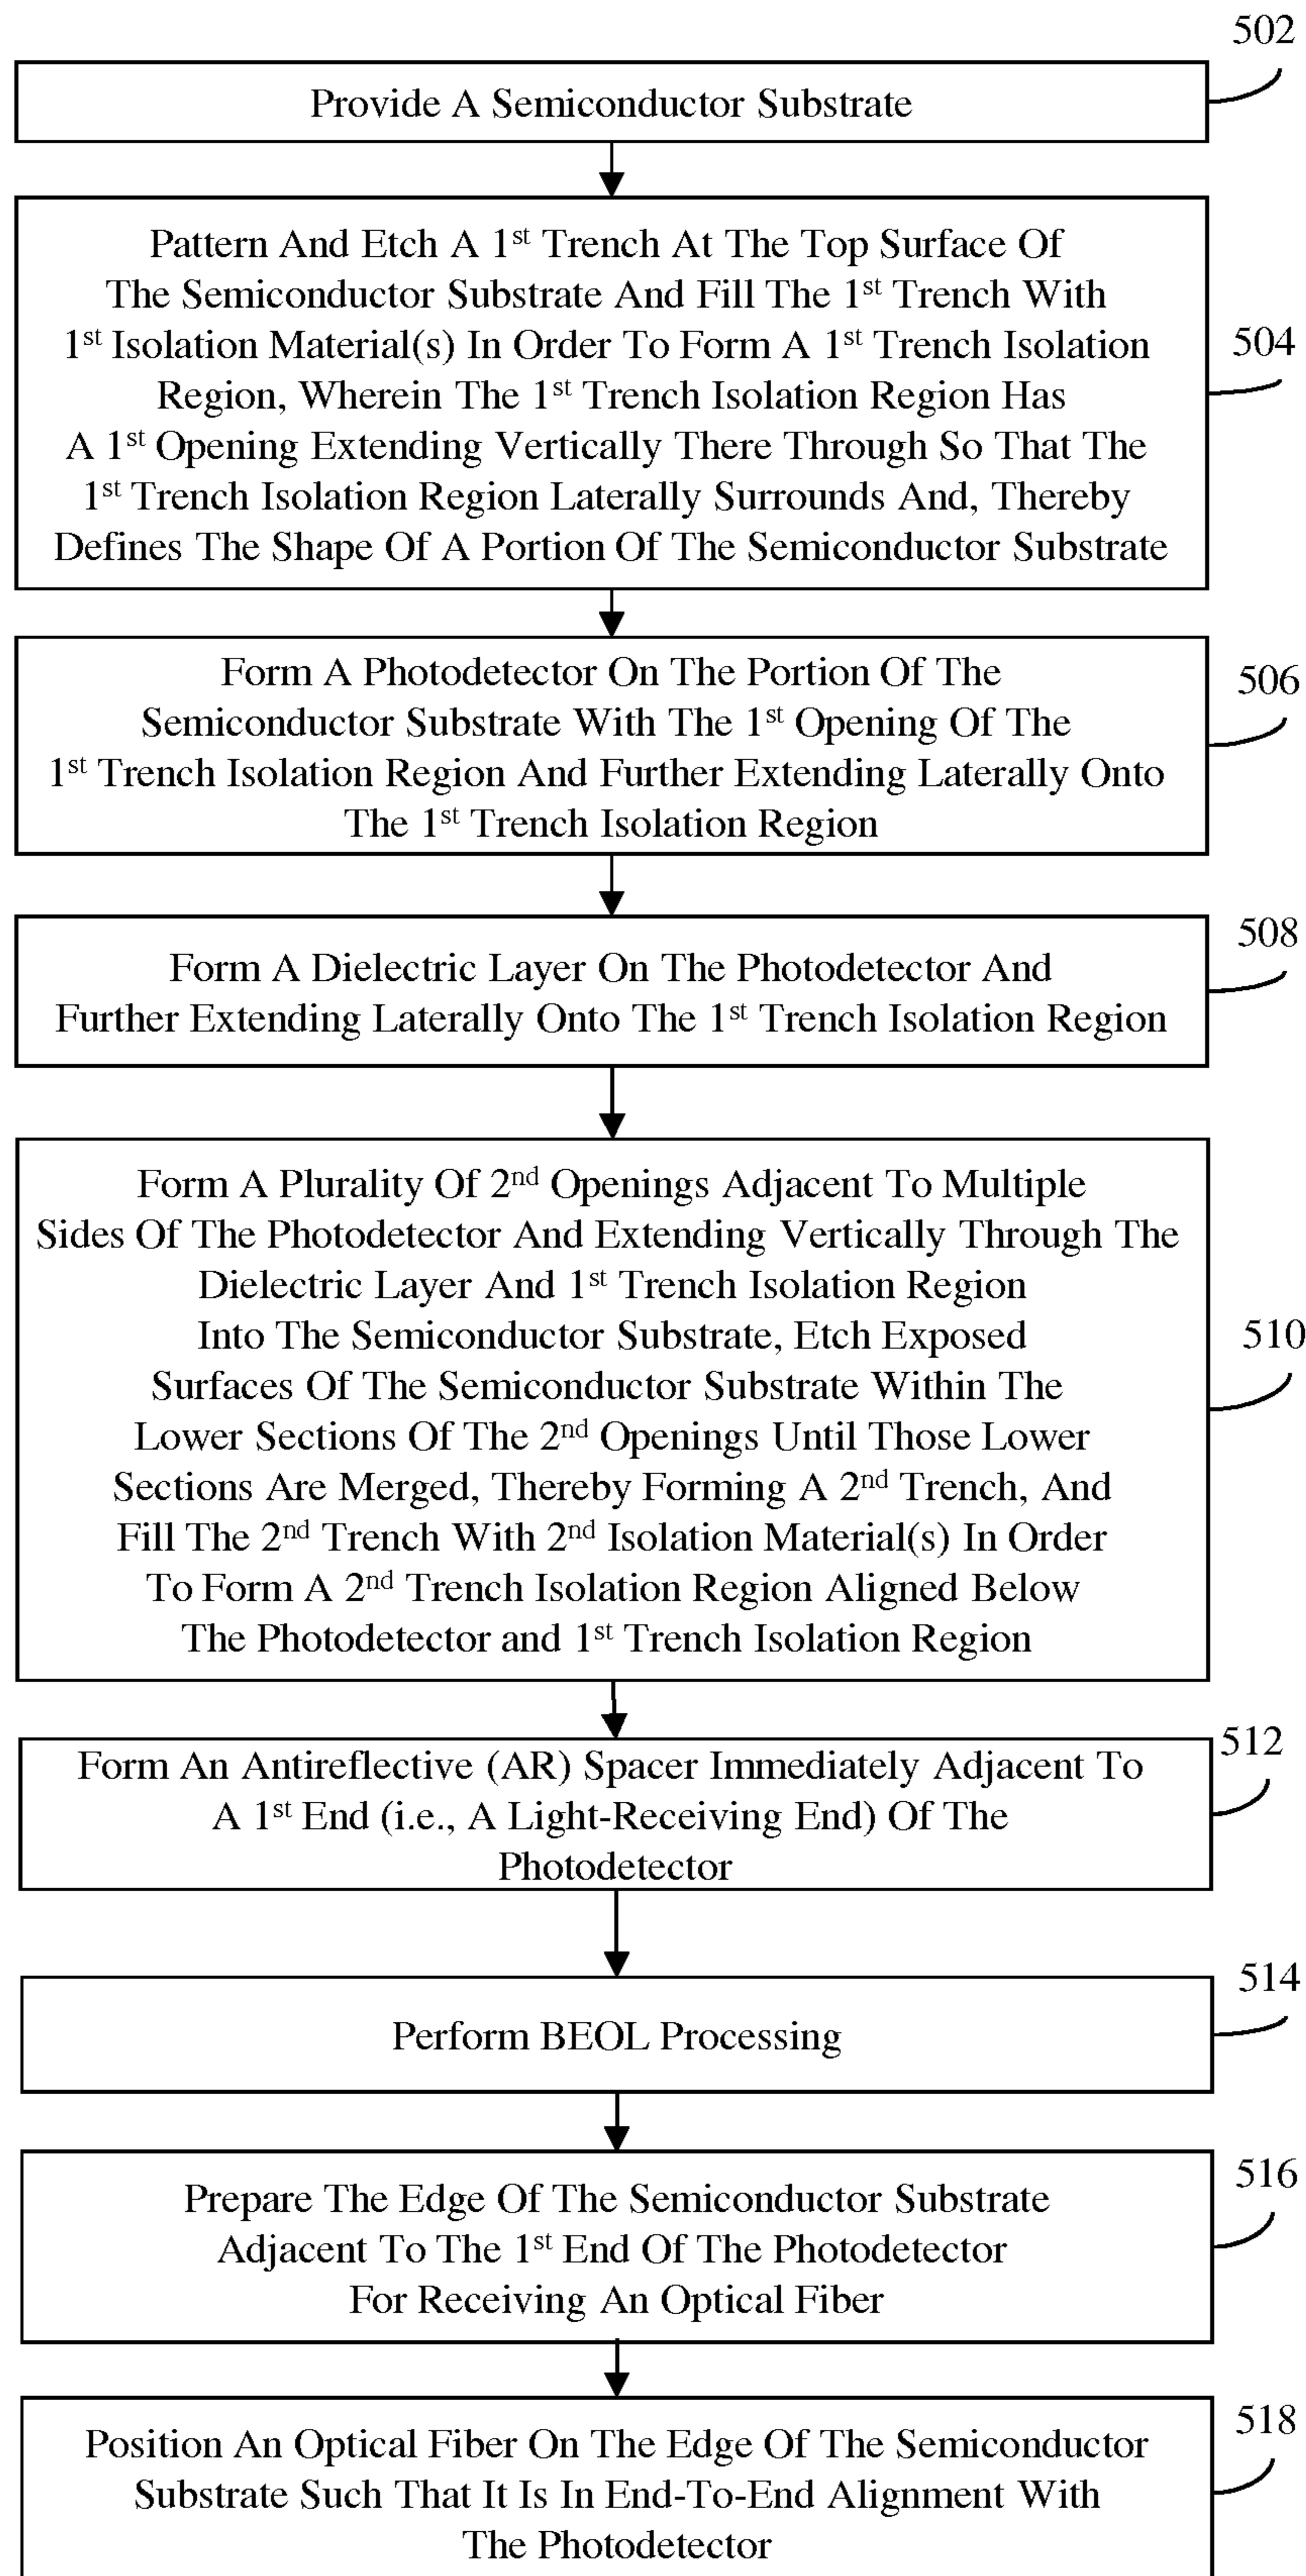 502
Provide A Semiconductor Substrate
Pattern And Etch A 1st Trench At The Top Surface Of
The Semiconductor Substrate And Fill The 1st Trench With
1st Isolation Material(s) In Order To Form A 1st Trench Isolation
Region, Wherein The 1st Trench Isolation Region Has
A 1st Opening Extending Vertically There Through So That The
1st Trench Isolation Region Laterally Surrounds And, Thereby
Defines The Shape Of A Portion Of The Semiconductor Substrate
504
Form A Photodetector On The Portion Of The
Semiconductor Substrate With The 1st Opening Of The
1st Trench Isolation Region And Further Extending Laterally Onto
The 1st Trench Isolation Region
506
Form A Dielectric Layer On The Photodetector And
Further Extending Laterally Onto The 1st Trench Isolation Region
508
Form A Plurality Of 2nd Openings Adjacent To Multiple
Sides Of The Photodetector And Extending Vertically Through The
Dielectric Layer And 1st Trench Isolation Region
Into The Semiconductor Substrate, Etch Exposed
Surfaces Of The Semiconductor Substrate Within The
Lower Sections Of The 2nd Openings Until Those Lower
Sections Are Merged, Thereby Forming A 2nd Trench, And
Fill The 2nd Trench With 2nd Isolation Material(s) In Order
To Form A 2nd Trench Isolation Region Aligned Below
The Photodetector and 1st Trench Isolation Region
510
Form An Antireflective (AR) Spacer Immediately Adjacent To
A 1st End (i.e., A Light-Receiving End) Of The
Photodetector
512
Perform BEOL Processing
514
Prepare The Edge Of The Semiconductor Substrate
Adjacent To The 1st End Of The Photodetector
For Receiving An Optical Fiber
516
Position An Optical Fiber On The Edge Of The Semiconductor
Substrate Such That It Is In End-To-End Alignment With
The Photodetector
518